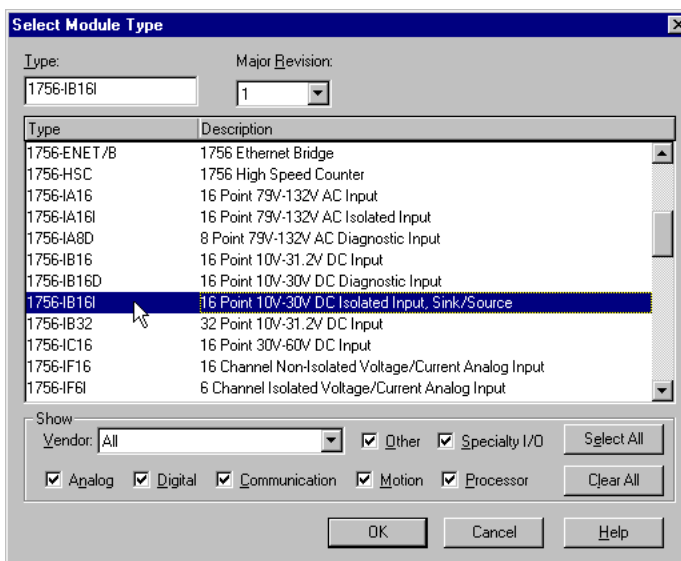 Select Module Type
Type: Major Revision:
1756-IB16I 1
Type Description
1756-ENET/B 1756 Ethernet Bridge
1756-HSC 1756 High Speed Counter
1756-IA16 16 Point 79V-132V AC Input
1756-IA16I 16 Point 79V-132V AC Isolated Input
1756-IA8D 8 Point 79V-132V AC Diagnostic Input
1756-IB16 16 Point 10V-31.2V DC Input
1756-IB16D 16 Point 10V-30V DC Diagnostic Input
1756-IB16I 16 Point 10V-30V DC Isolated Input, Sink/Source
1756-IB32 32 Point 10V-31.2V DC Input
1756-IC16 16 Point 30V-60V DC Input
1756-IF16 16 Channel Non-Isolated Voltage/Current Analog Input
1756-IF6I 6 Channel Isolated Voltage/Current Analog Input
Show
Vendor: All Other Specialty I/O Select All
Analog Digital Communication Motion Processor Clear All
OK Cancel Help